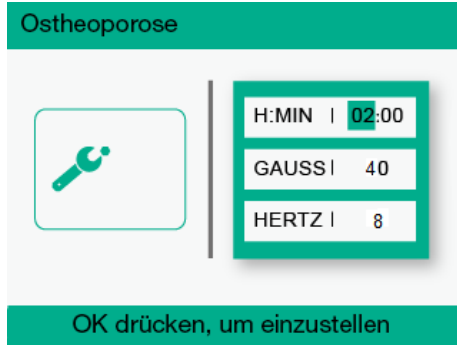 Ostheoporose
H:MIN | 02:00
GAUSS| 40
HERTZ | 8
OK drücken, um einzustellen